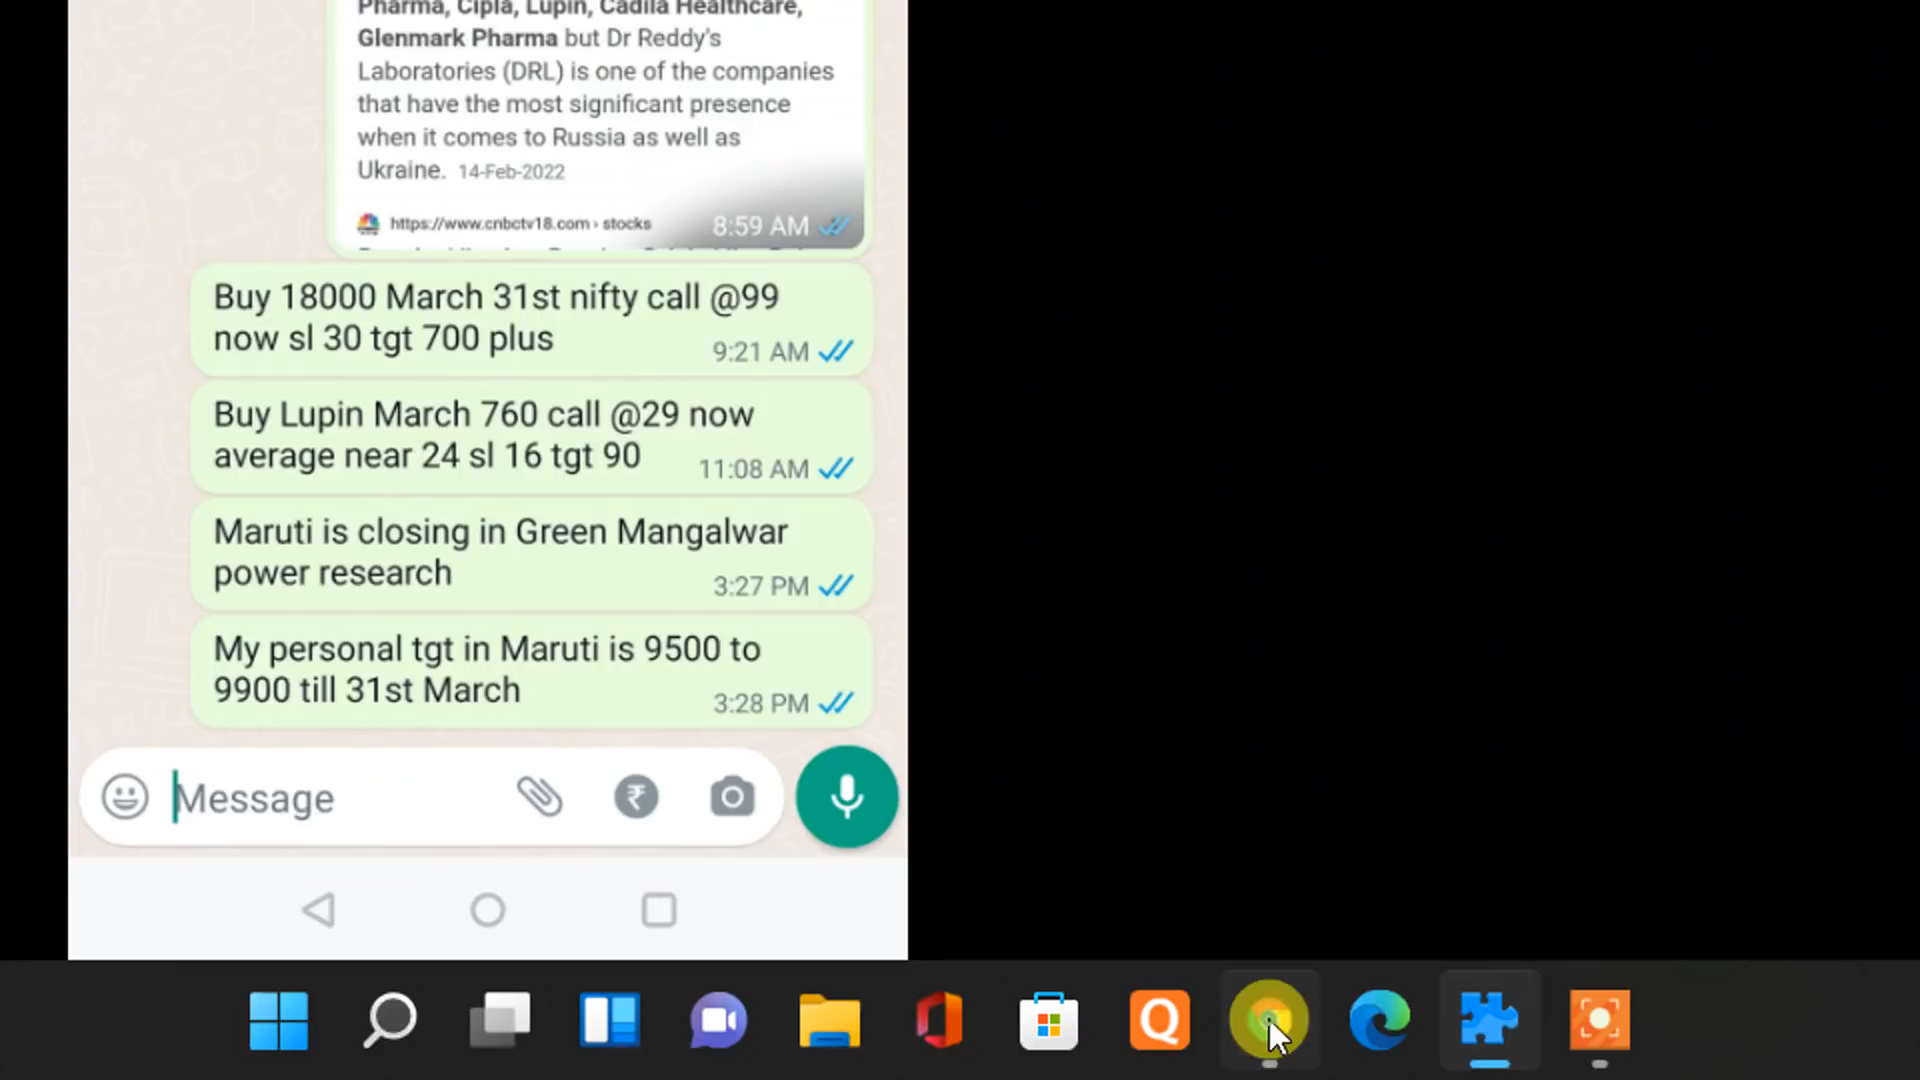 Pharma, Cipla, Lupin, Cadila Healthcare,
Glenmark Pharma but Dr Reddy's
Laboratories (DRL) is one of the companies
that have the most significant presence
when it comes to Russia as well as
Ukraine. 14-Feb-2022
https://www.cnbctv18.com › stocks
8:59 AM
Buy 18000 March 31st nifty call @99
now sl 30 tgt 700 plus
9:21 AM
Buy Lupin March 760 call @29 now
average near 24 sl 16 tgt 90
11:08 AM
Maruti is closing in Green Mangalwar
power research
3:27 PM
My personal tgt in Maruti is 9500 to
9900 till 31st March
3:28 PM
Message
₹
Q